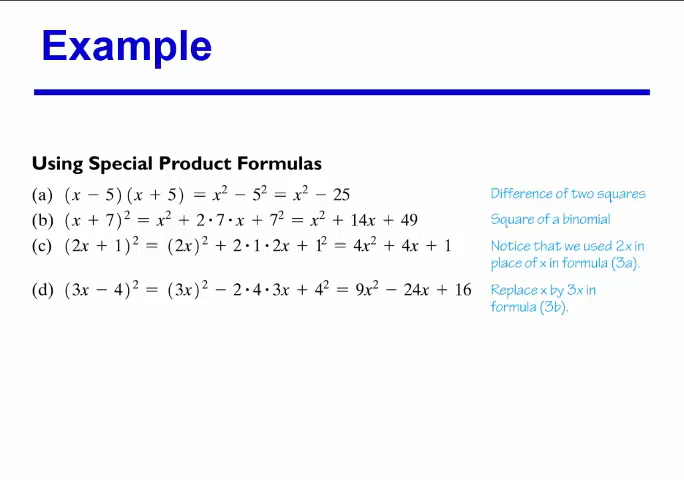 Example
Using Special Product Formulas
(a) (x − 5)(x + 5) = x² − 5² = x² − 25 Difference of two squares
(b) (x + 7)² = x² + 2·7·x + 7² = x² + 14x + 49 Square of a binomial
(c) (2x + 1)² = (2x)² + 2·1·2x + 1² = 4x² + 4x + 1 Notice that we used 2x in
place of x in formula (3a).
(d) (3x − 4)² = (3x)² − 2·4·3x + 4² = 9x² − 24x + 16 Replace x by 3x in
formula (3b).